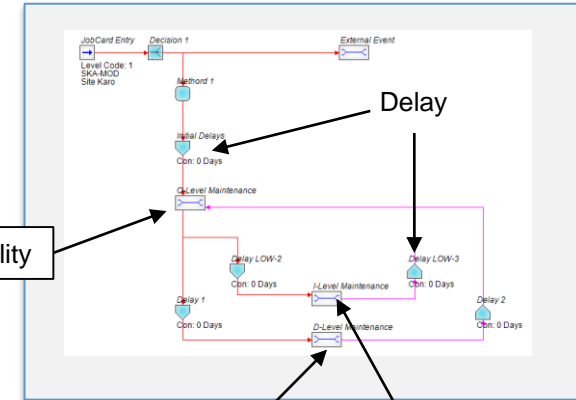 JobCard Entry
Decision 1
External Event
Level Code: 1
SKA-MOD
Site Karo
Methord 1
Delay
Initial Delays
Con: 0 Days
O-Level Maintenance
lity
Delay LOW-2
Con: 0 Days
Delay LOW-3
Con: 0 Days
I-Level Maintenance
Delay 1
Con: 0 Days
Delay 2
Con: 0 Days
D-Level Maintenance